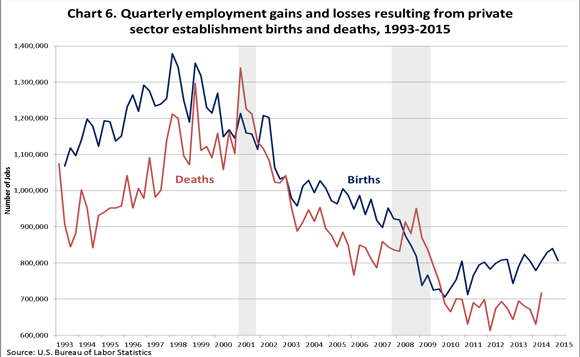 Chart 6. Quarterly employment gains and losses resulting from private
sector establishment births and deaths, 1993-2015
1,400,000
1,300,000
1,200,000
1,100,000
1,000,000
900,000
800,000
700,000
600,000
Number of Jobs
Deaths
Births
1993 1994 1995 1996 1997 1998 1999 2000 2001 2002 2003 2004 2005 2006 2007 2008 2009 2010 2011 2012 2013 2014 2015
Source: U.S. Bureau of Labor Statistics